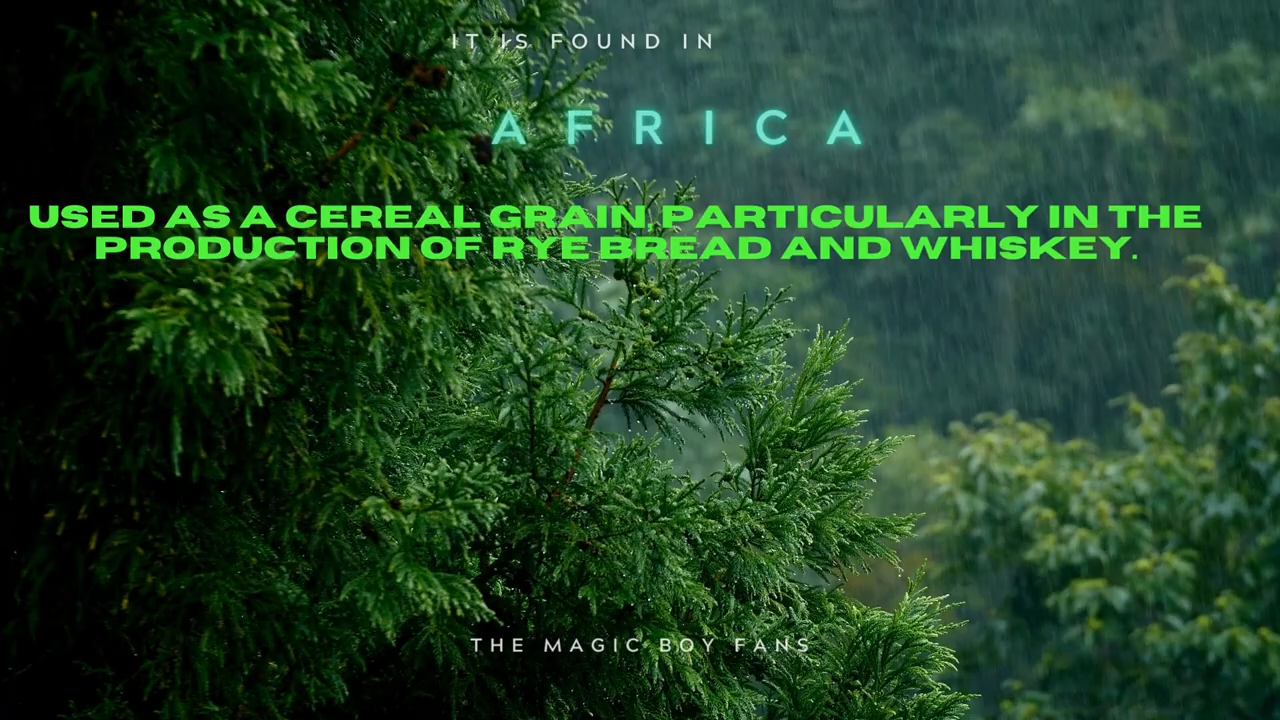 IT IS FOUND IN
AFRICA
USED AS A CEREAL GRAIN PARTICULARLY IN THE
PRODUCTION OF RYE BREAD AND WHISKEY.
THE MAGIC BOY FANS